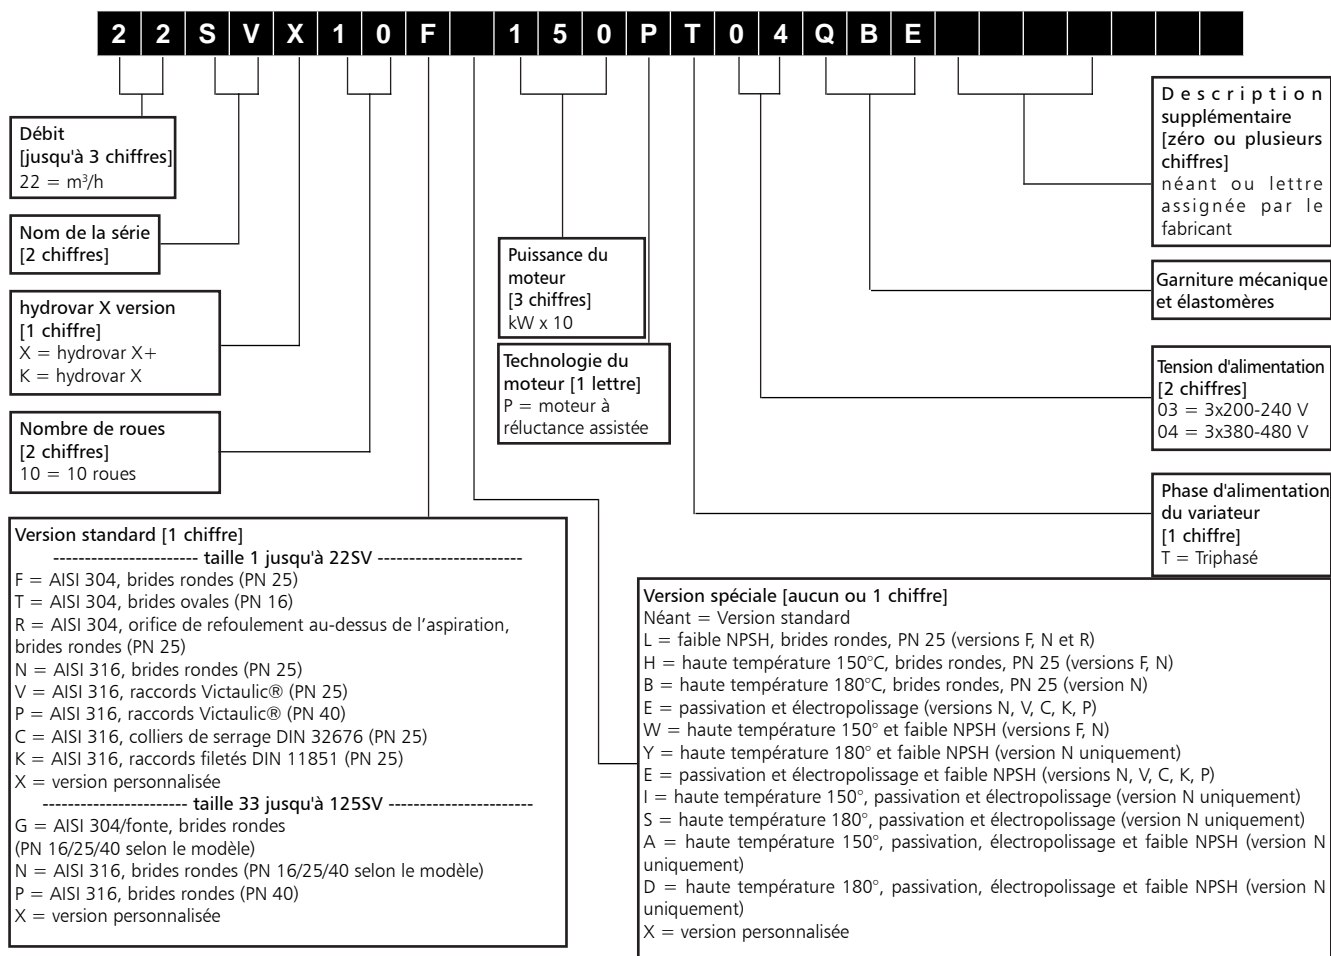 2 2 S V X 1 0 F 1 5 0 P T 0 4 Q B E
Débit
[jusqu'à 3 chiffres]
22 = m³/h
Nom de la série
[2 chiffres]
hydrovar X version
[1 chiffre]
X = hydrovar X+
K = hydrovar X
Nombre de roues
[2 chiffres]
10 = 10 roues
Version standard [1 chiffre]
----------------------- taille 1 jusqu'à 22SV -----------------------
F = AISI 304, brides rondes (PN 25)
T = AISI 304, brides ovales (PN 16)
R = AISI 304, orifice de refoulement au-dessus de l’aspiration,
brides rondes (PN 25)
N = AISI 316, brides rondes (PN 25)
V = AISI 316, raccords Victaulic® (PN 25)
P = AISI 316, raccords Victaulic® (PN 40)
C = AISI 316, colliers de serrage DIN 32676 (PN 25)
K = AISI 316, raccords filetés DIN 11851 (PN 25)
X = version personnalisée
----------------------- taille 33 jusqu'à 125SV -----------------------
G = AISI 304/fonte, brides rondes
(PN 16/25/40 selon le modèle)
N = AISI 316, brides rondes (PN 16/25/40 selon le modèle)
P = AISI 316, brides rondes (PN 40)
X = version personnalisée
Puissance du
moteur
[3 chiffres]
kW x 10
Technologie du
moteur [1 lettre]
P = moteur à
réluctance assistée
Description
supplémentaire
[zéro ou plusieurs
chiffres]
néant ou lettre
assignée par le
fabricant
Garniture mécanique
et élastomères
Tension d'alimentation
[2 chiffres]
03 = 3x200-240 V
04 = 3x380-480 V
Phase d'alimentation
du variateur
[1 chiffre]
T = Triphasé
Version spéciale [aucun ou 1 chiffre]
Néant = Version standard
L = faible NPSH, brides rondes, PN 25 (versions F, N et R)
H = haute température 150°C, brides rondes, PN 25 (versions F, N)
B = haute température 180°C, brides rondes, PN 25 (version N)
E = passivation et électropolissage (versions N, V, C, K, P)
W = haute température 150° et faible NPSH (versions F, N)
Y = haute température 180° et faible NPSH (version N uniquement)
E = passivation et électropolissage et faible NPSH (versions N, V, C, K, P)
I = haute température 150°, passivation et électropolissage (version N uniquement)
S = haute température 180°, passivation et électropolissage (version N uniquement)
A = haute température 150°, passivation, électropolissage et faible NPSH (version N
uniquement)
D = haute température 180°, passivation, électropolissage et faible NPSH (version N
uniquement)
X = version personnalisée